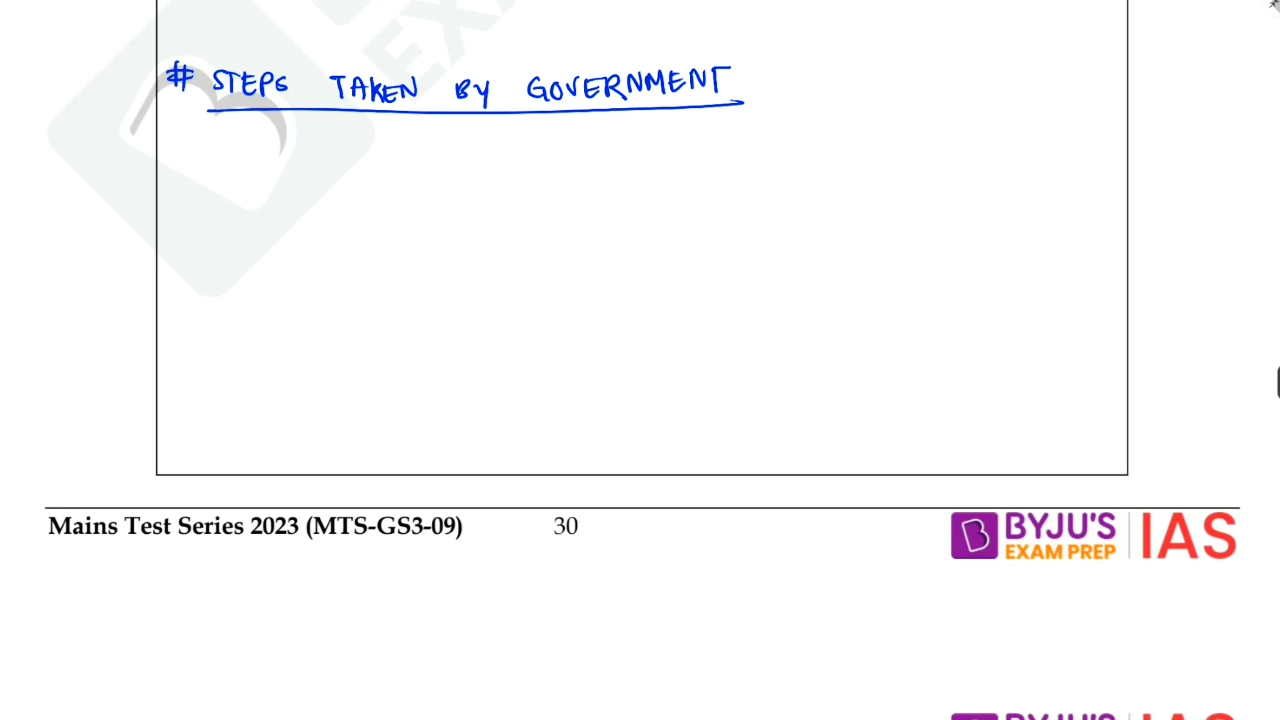 # STEPS TAKEN BY GOVERNMENT
Mains Test Series 2023 (MTS-GS3-09) 30
BYJU'S
EXAM PREP
IAS